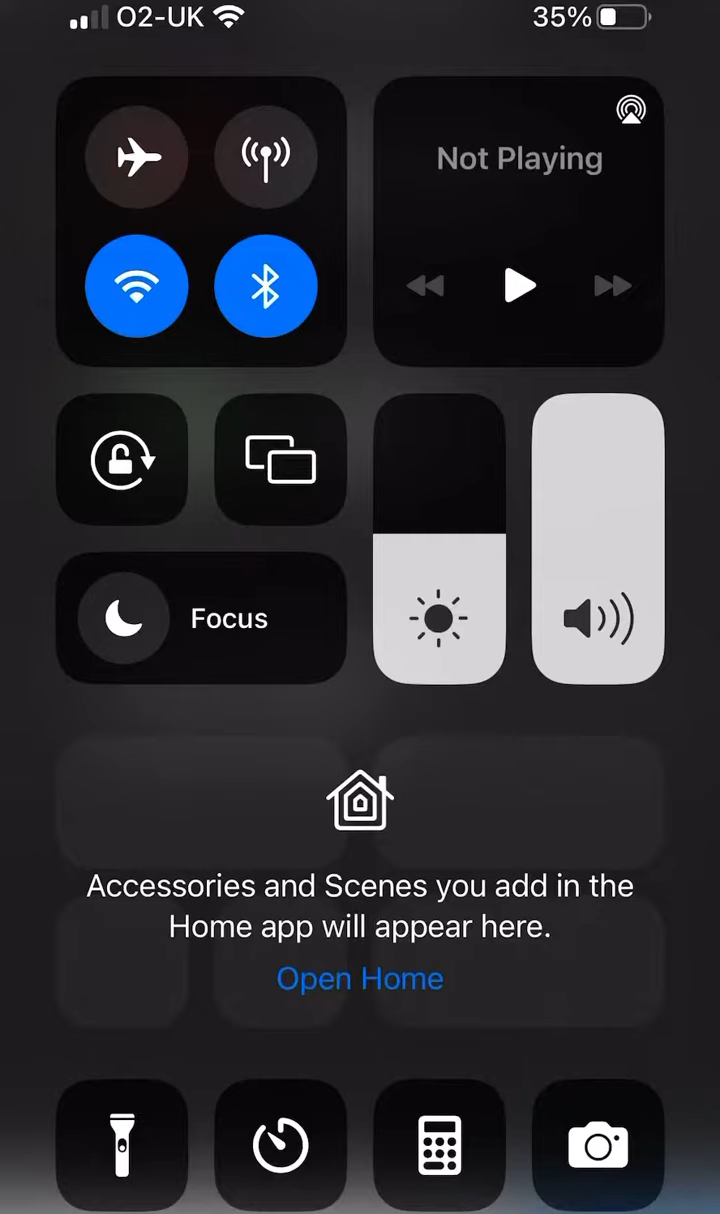 O2-UK
35%
Not Playing
Focus
Accessories and Scenes you add in the
Home app will appear here.
Open Home